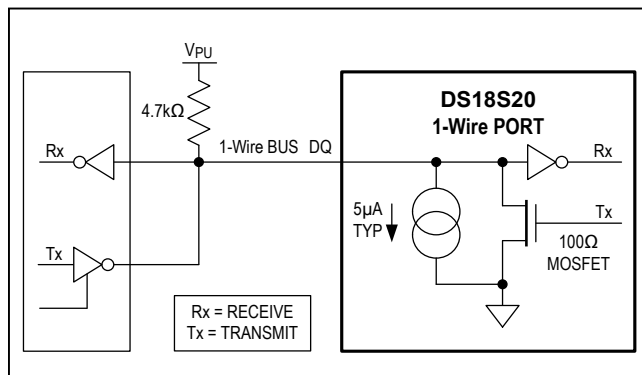 V_PU
4.7kΩ
Rx
1-Wire BUS DQ
Tx
Rx = RECEIVE
Tx = TRANSMIT
DS18S20
1-Wire PORT
Rx
5µA
TYP
Tx
100Ω
MOSFET